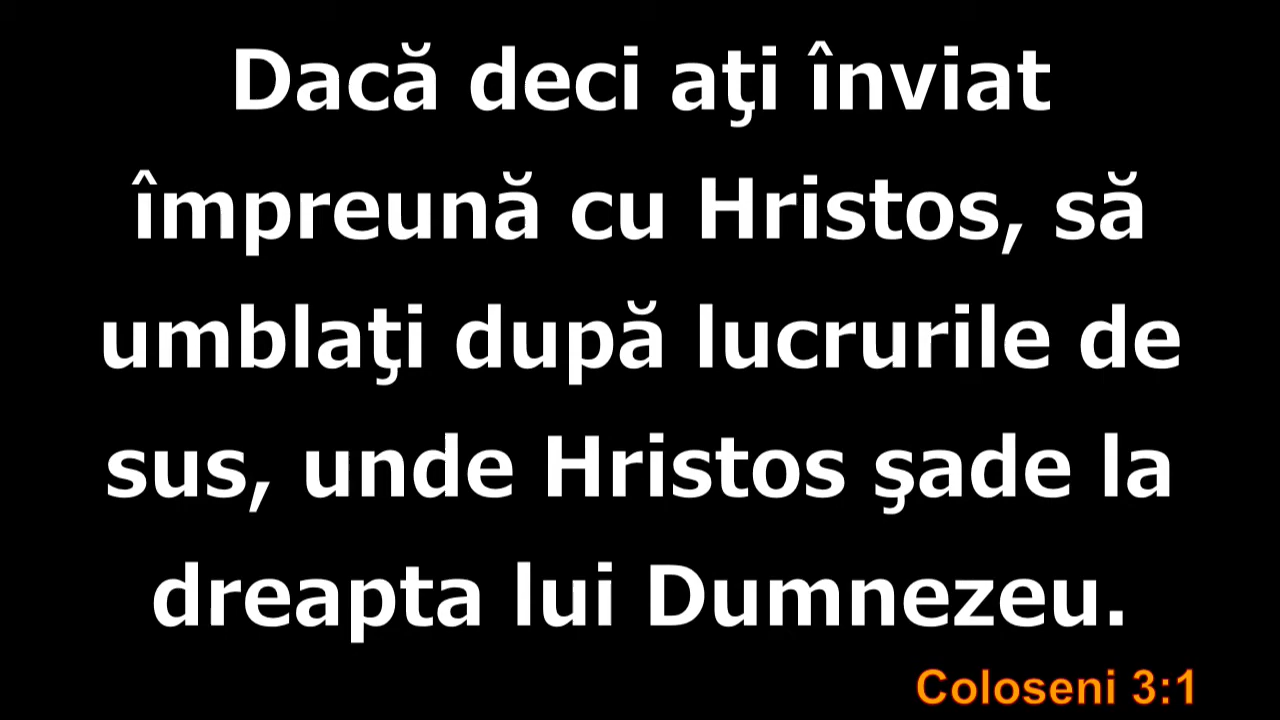 Dacă deci aţi înviat
împreună cu Hristos, să
umblaţi după lucrurile de
sus, unde Hristos şade la
dreapta lui Dumnezeu.
Coloseni 3:1